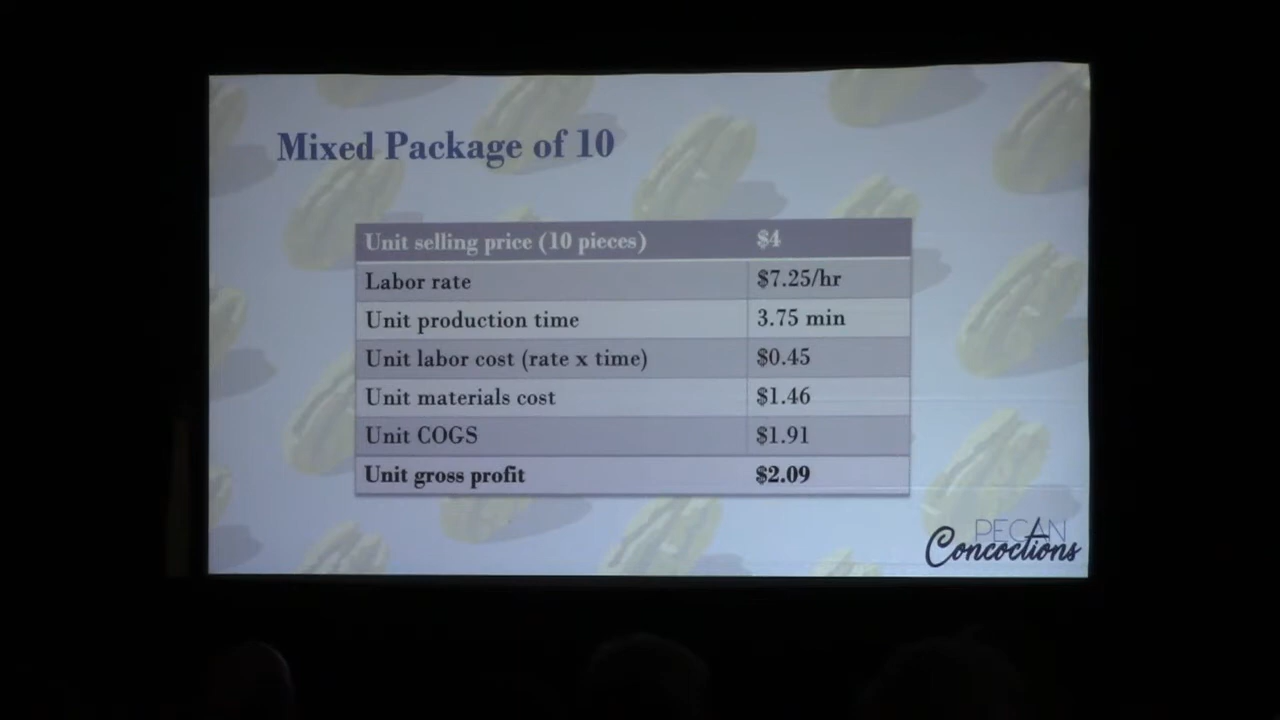 Mixed Package of 10
Unit selling price (10 pieces) $4
Labor rate $7.25/hr
Unit production time 3.75 min
Unit labor cost (rate x time) $0.45
Unit materials cost $1.46
Unit COGS $1.91
Unit gross profit $2.09
PECAN
Concoctions